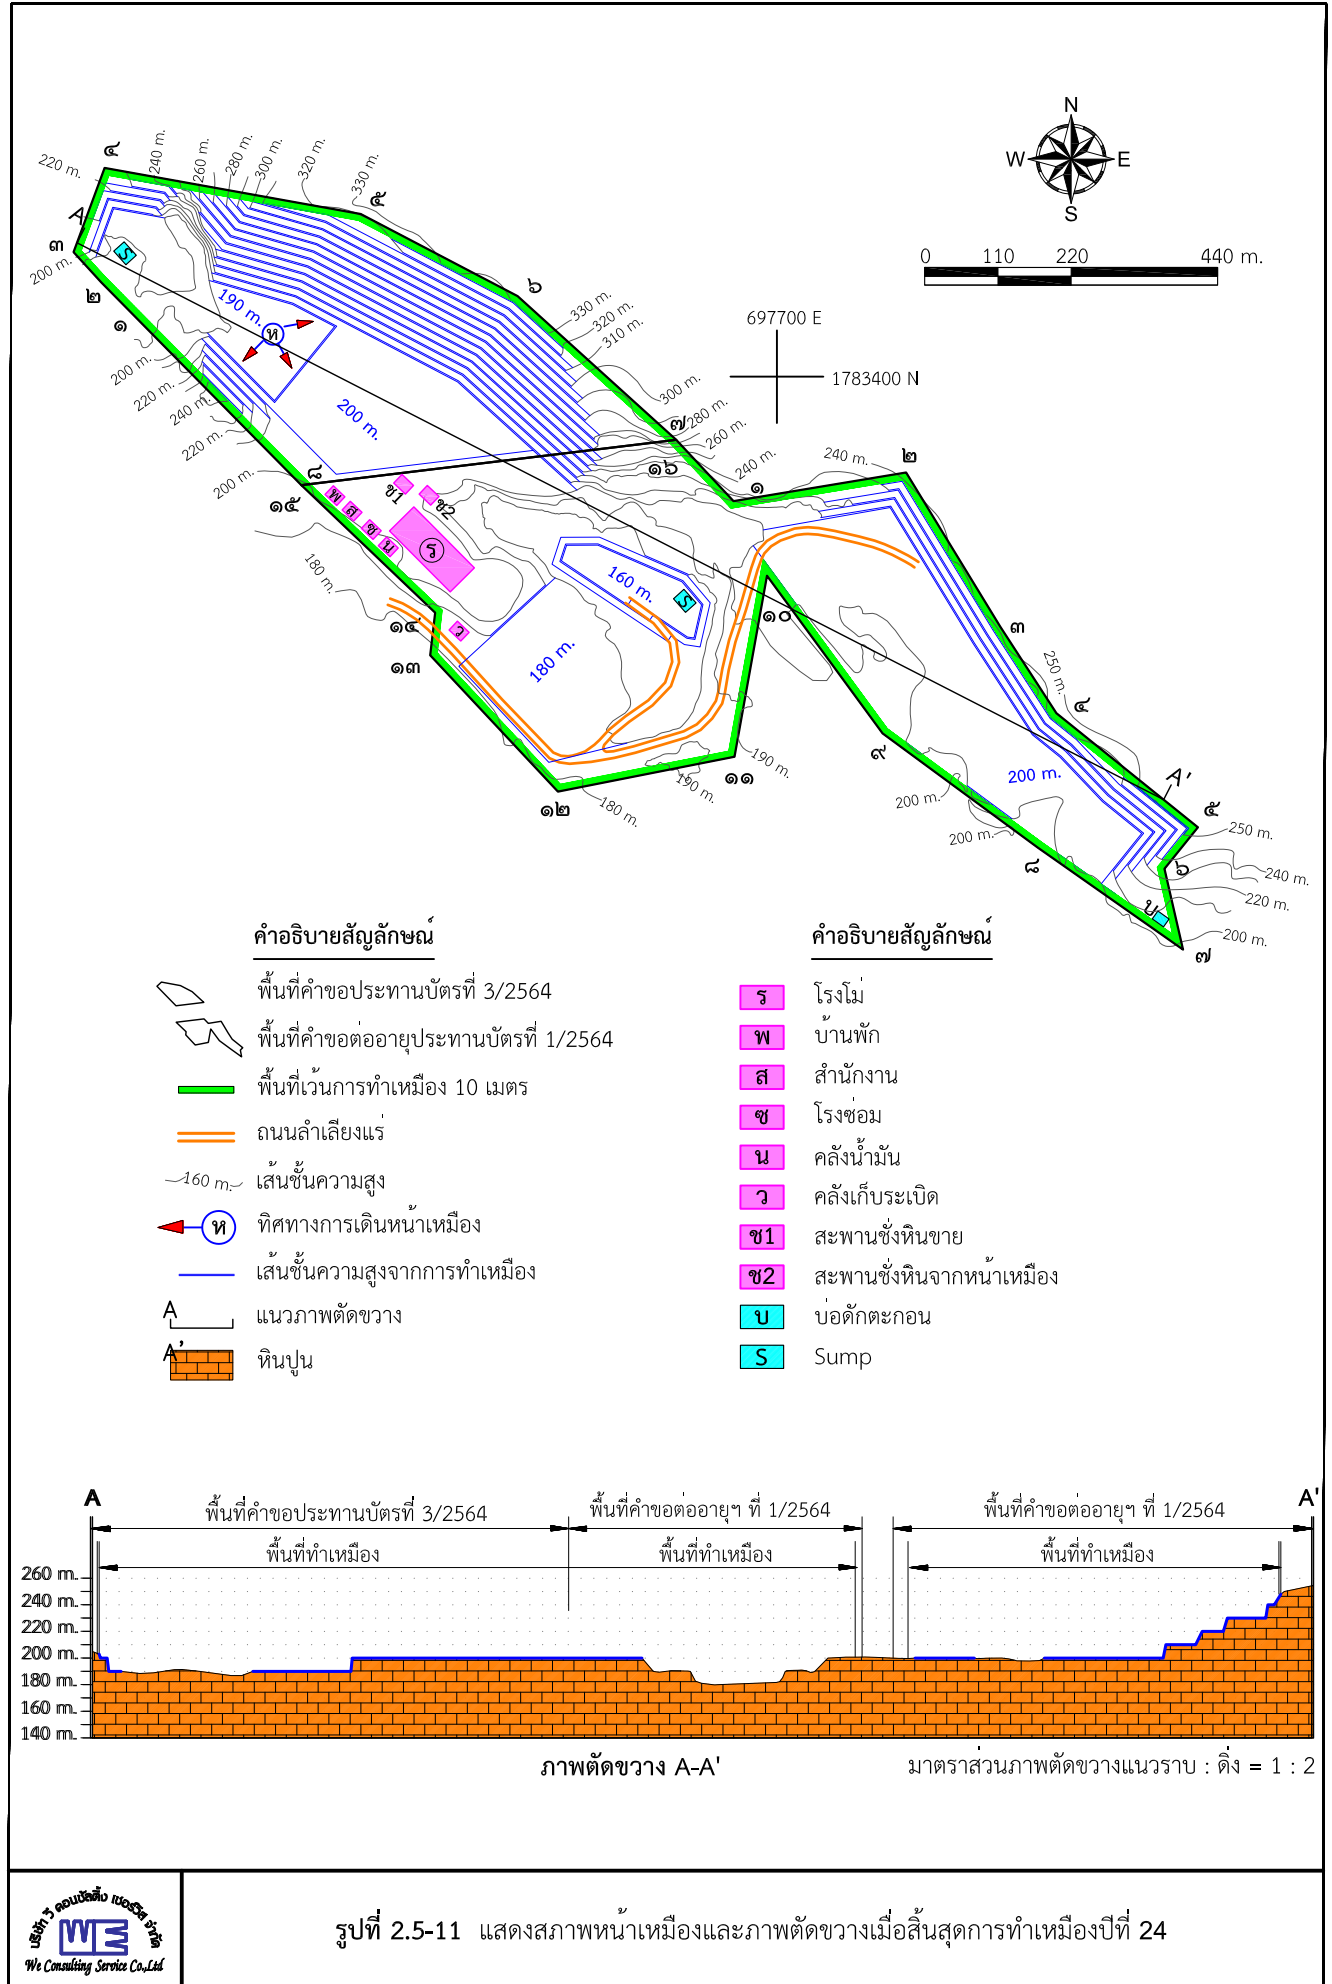 N
W
E
S
0 110 220 440 m.
697700 E
1783400 N
220 m.
240 m.
260 m.
280 m.
300 m.
320 m.
330 m.
๔
๕
A
๓
200 m.
S
๒
๑
190 m.
ห
๖
330 m.
320 m.
310 m.
200 m.
220 m.
240 m.
220 m.
200 m.
200 m.
300 m.
280 m.
260 m.
๗
๑๖
240 m.
๑
240 m.
๒
๘
๑๕
พ
ส
ซ
น
ช1
ช2
ร
180 m.
๑๔
๑๓
ว
160 m.
S
180 m.
๑๐
๓
250 m.
๔
๙
๑๑
190 m.
190 m.
๑๒
180 m.
200 m.
A'
๕
200 m.
200 m.
๘
250 m.
๖
240 m.
220 m.
บ
200 m.
๗
คำอธิบายสัญลักษณ์
พื้นที่คำขอประทานบัตรที่ 3/2564
พื้นที่คำขอต่ออายุประทานบัตรที่ 1/2564
พื้นที่เว้นการทำเหมือง 10 เมตร
ถนนลำเลียงแร่
160 m. เส้นชั้นความสูง
ห ทิศทางการเดินหน้าเหมือง
เส้นชั้นความสูงจากการทำเหมือง
A A' แนวภาพตัดขวาง
หินปูน
คำอธิบายสัญลักษณ์
ร โรงโม่
พ บ้านพัก
ส สำนักงาน
ซ โรงซ่อม
น คลังน้ำมัน
ว คลังเก็บระเบิด
ช1 สะพานชั่งหินขาย
ช2 สะพานชั่งหินจากหน้าเหมือง
บ บ่อดักตะกอน
S Sump
A A'
พื้นที่คำขอประทานบัตรที่ 3/2564 พื้นที่คำขอต่ออายุฯ ที่ 1/2564 พื้นที่คำขอต่ออายุฯ ที่ 1/2564
พื้นที่ทำเหมือง พื้นที่ทำเหมือง พื้นที่ทำเหมือง
260 m.
240 m.
220 m.
200 m.
180 m.
160 m.
140 m.
ภาพตัดขวาง A-A'
มาตราส่วนภาพตัดขวางแนวราบ : ดิ่ง = 1 : 2
บริษัท วี คอนซัลติ้ง เซอร์วิส จำกัด
WE
We Consulting Service Co.,Ltd
รูปที่ 2.5-11 แสดงสภาพหน้าเหมืองและภาพตัดขวางเมื่อสิ้นสุดการทำเหมืองปีที่ 24